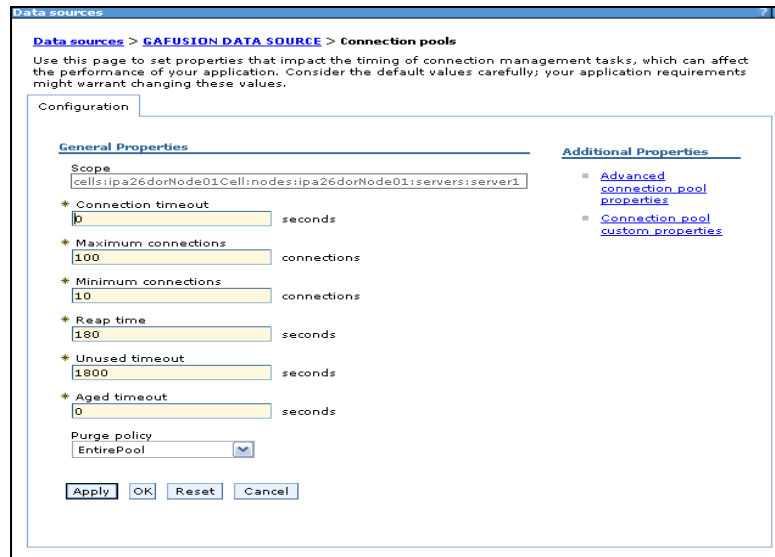 Data sources
?
Data sources > GAFUSION DATA SOURCE > Connection pools
Use this page to set properties that impact the timing of connection management tasks, which can affect
the performance of your application. Consider the default values carefully; your application requirements
might warrant changing these values.
Configuration
General Properties
Scope
cells:ipa26dorNode01Cell:nodes:ipa26dorNode01:servers:server1
* Connection timeout
0 seconds
* Maximum connections
100 connections
* Minimum connections
10 connections
* Reap time
180 seconds
* Unused timeout
1800 seconds
* Aged timeout
0 seconds
Purge policy
EntirePool
Apply OK Reset Cancel
Additional Properties
Advanced
connection pool
properties
Connection pool
custom properties